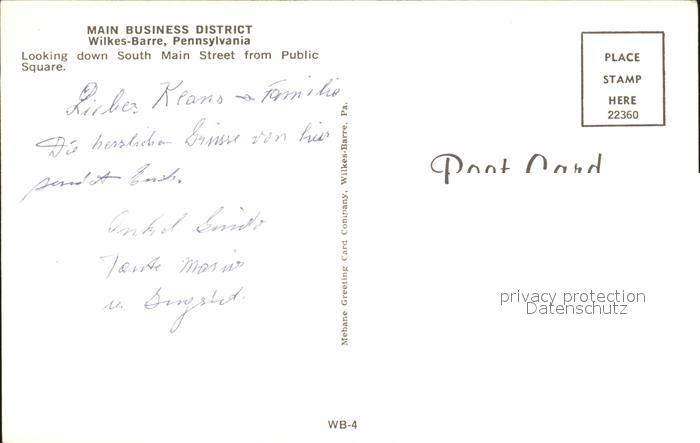 MAIN BUSINESS DISTRICT
Wilkes-Barre, Pennsylvania
Looking down South Main Street from Public
Square.
Lieber Klaus + Familie
Die herzlichen Grüsse von hier
sendet Euch.
Onkel Guido
Tante Maria
u. Ingrid.
Mebane Greeting Card Company, Wilkes-Barre, Pa.
PLACE
STAMP
HERE
22360
Post Card
privacy protection
Datenschutz
WB-4